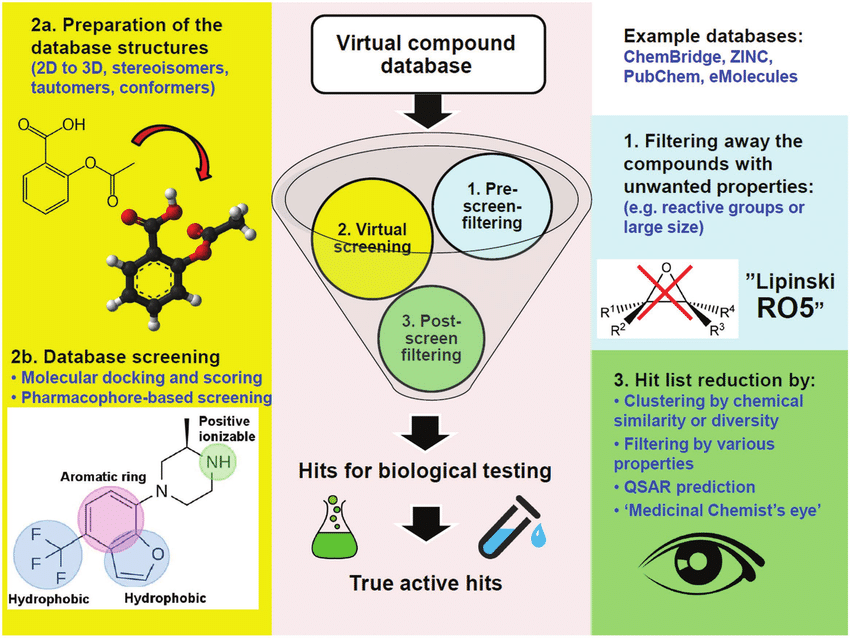 2a. Preparation of the
database structures
(2D to 3D, stereoisomers,
tautomers, conformers)
O
OH
O
O
2b. Database screening
• Molecular docking and scoring
• Pharmacophore-based screening
Positive
ionizable
NH
Aromatic ring
N
F
F
F
O
Hydrophobic
Hydrophobic
Virtual compound
database
1. Pre-
screen-
filtering
2. Virtual
screening
3. Post-
screen
filtering
Hits for biological testing
True active hits
Example databases:
ChemBridge, ZINC,
PubChem, eMolecules
1. Filtering away the
compounds with
unwanted properties:
(e.g. reactive groups or
large size)
O
R1 R4
R2 R3
”Lipinski
RO5”
3. Hit list reduction by:
• Clustering by chemical
similarity or diversity
• Filtering by various
properties
• QSAR prediction
• ‘Medicinal Chemist’s eye’